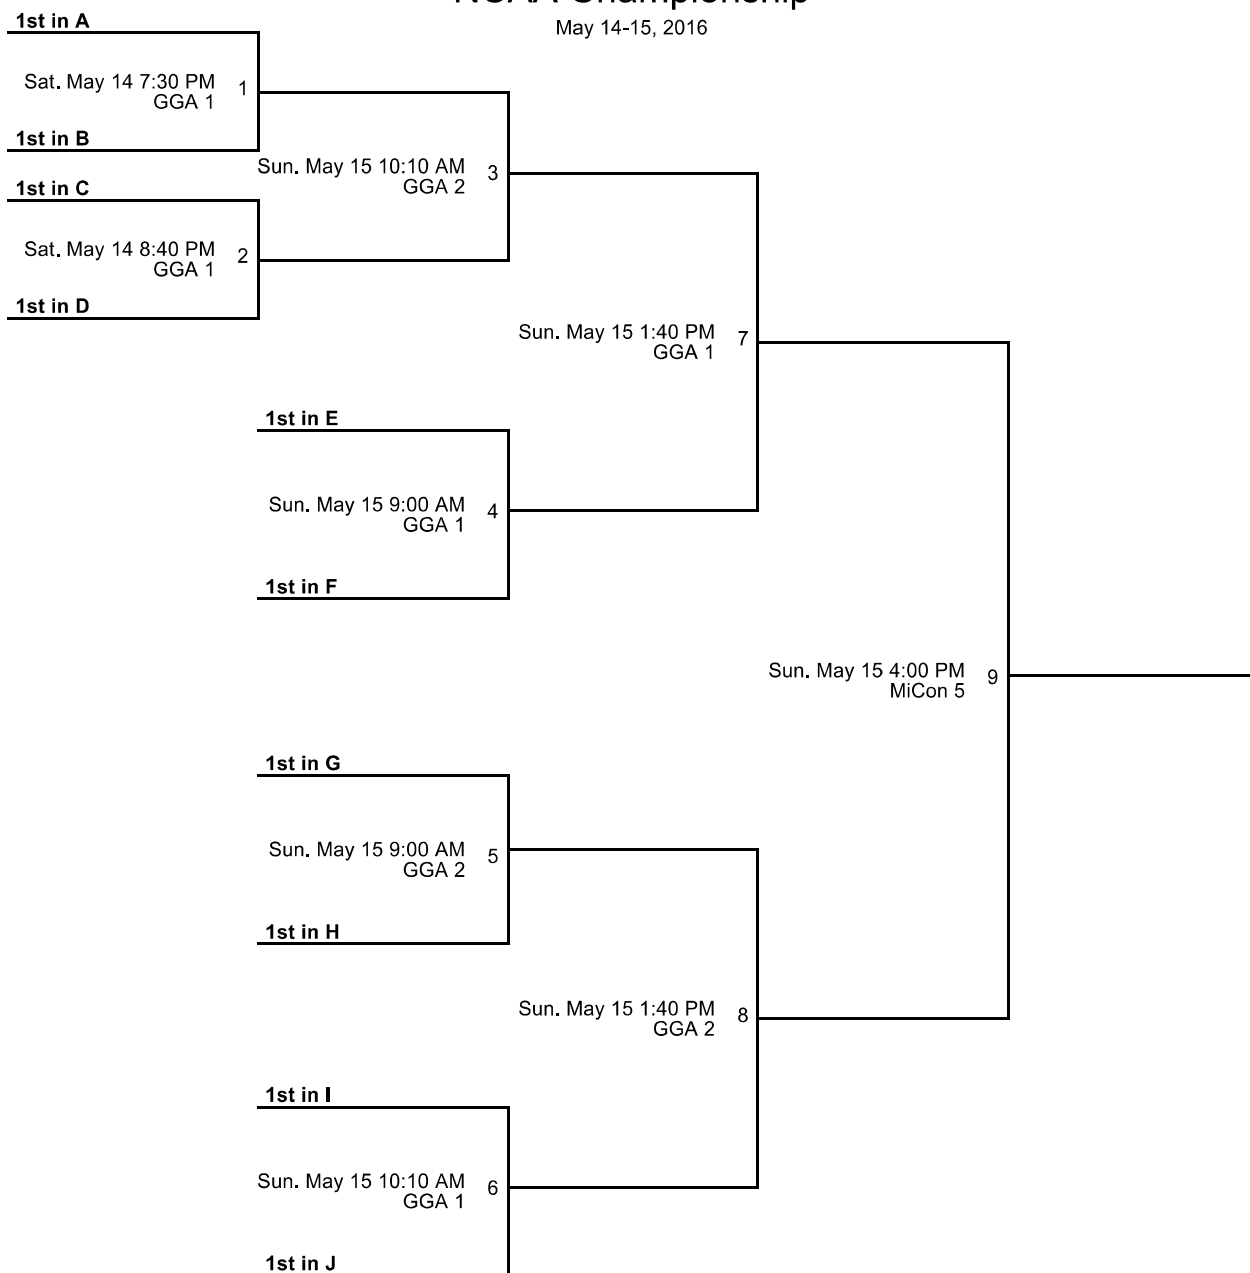 NCAA Championship
May 14-15, 2016
1st in A
Sat. May 14 7:30 PM 1
GGA 1
1st in B
Sun. May 15 10:10 AM 3
GGA 2
1st in C
Sat. May 14 8:40 PM 2
GGA 1
1st in D
Sun. May 15 1:40 PM 7
GGA 1
1st in E
Sun. May 15 9:00 AM 4
GGA 1
1st in F
Sun. May 15 4:00 PM 9
MiCon 5
1st in G
Sun. May 15 9:00 AM 5
GGA 2
1st in H
Sun. May 15 1:40 PM 8
GGA 2
1st in I
Sun. May 15 10:10 AM 6
GGA 1
1st in J